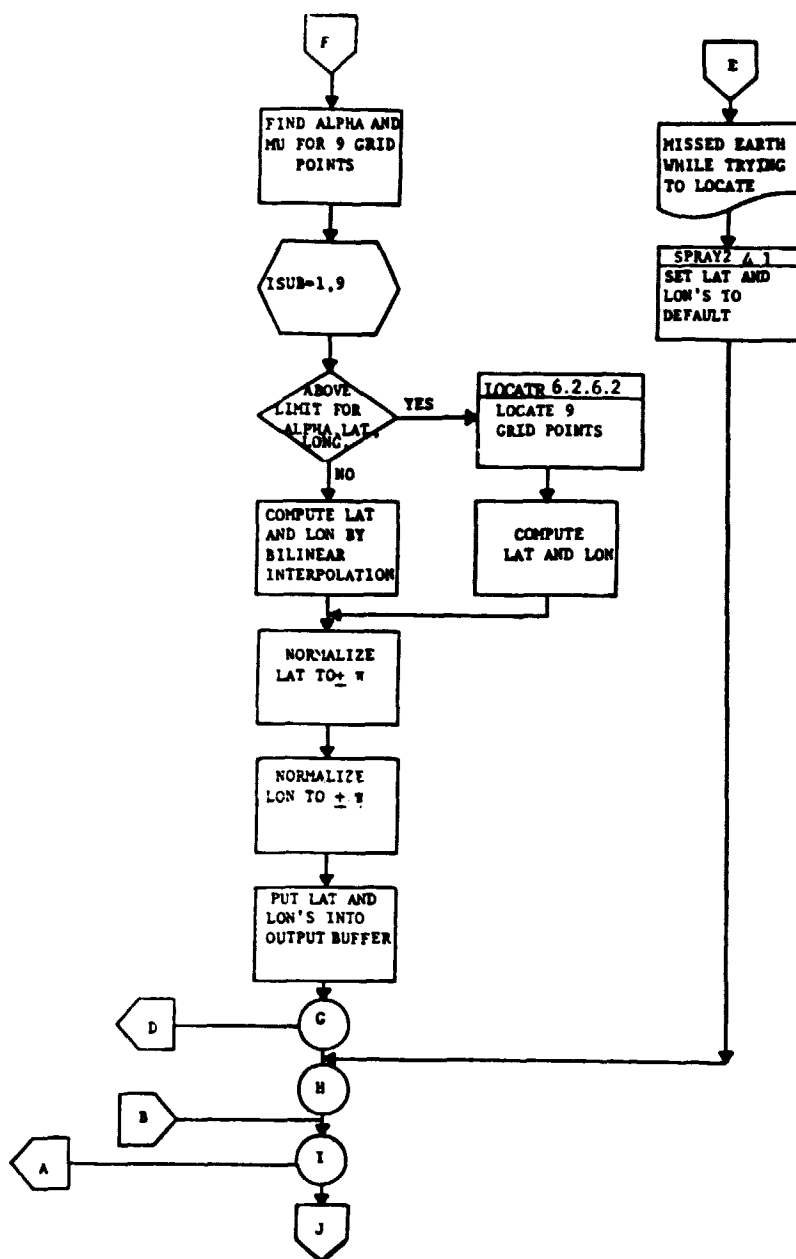 F
FIND ALPHA AND
MU FOR 9 GRID
POINTS
ISUB=1,9
ABOVE
LIMIT FOR
ALPHA,LAT,
LONG,
YES
NO
LOCATR 6.2.6.2
LOCATE 9
GRID POINTS
COMPUTE LAT
AND LON BY
BILINEAR
INTERPOLATION
COMPUTE
LAT AND LON
NORMALIZE
LAT TO ± π
NORMALIZE
LON TO ± π
PUT LAT AND
LON'S INTO
OUTPUT BUFFER
G
D
H
B
I
A
J
E
MISSED EARTH
WHILE TRYING
TO LOCATE
SPRAY2 4.1
SET LAT AND
LON'S TO
DEFAULT